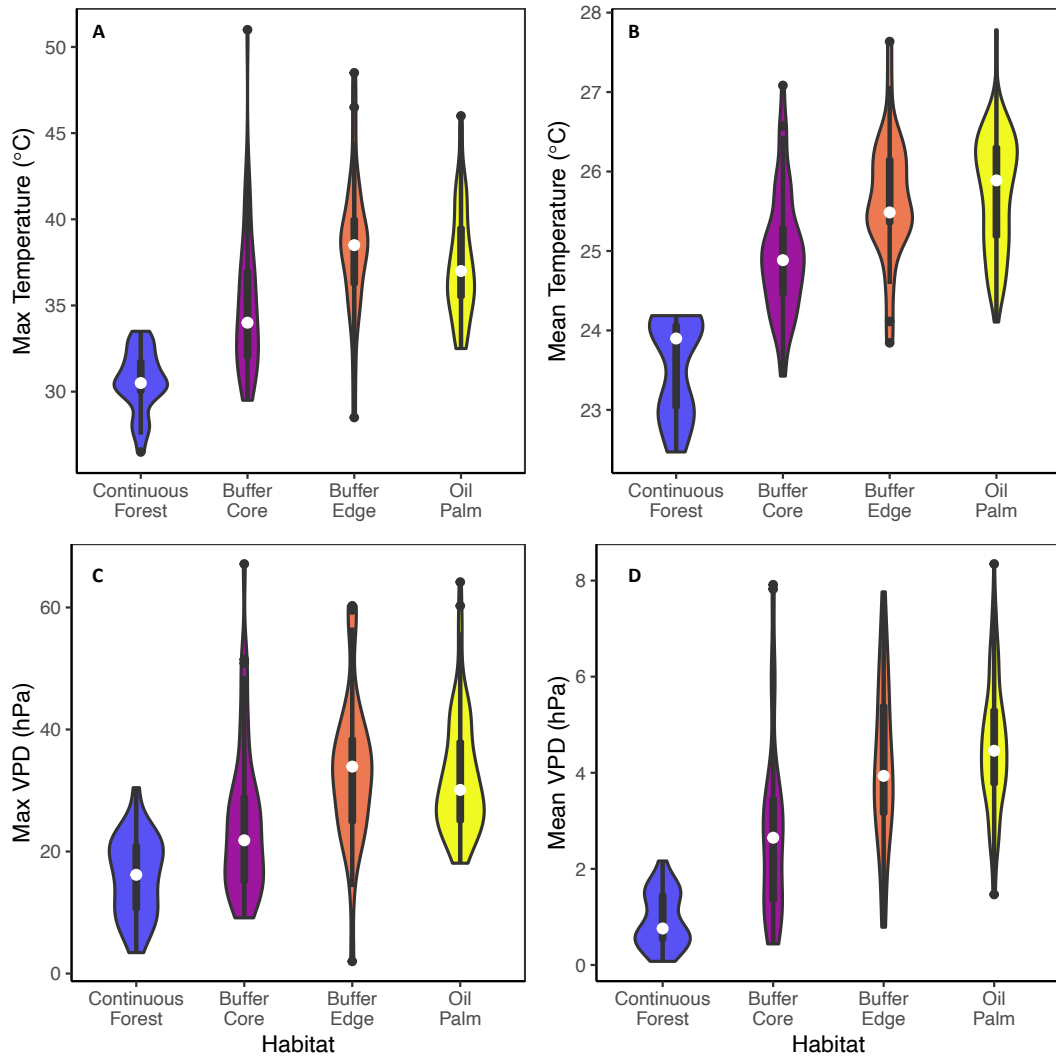 A
Max Temperature (°C)
50
45
40
35
30
Continuous
Forest
Buffer
Core
Buffer
Edge
Oil
Palm
B
Mean Temperature (°C)
28
27
26
25
24
23
Continuous
Forest
Buffer
Core
Buffer
Edge
Oil
Palm
C
Max VPD (hPa)
60
40
20
0
Continuous
Forest
Buffer
Core
Buffer
Edge
Oil
Palm
Habitat
D
Mean VPD (hPa)
8
6
4
2
0
Continuous
Forest
Buffer
Core
Buffer
Edge
Oil
Palm
Habitat